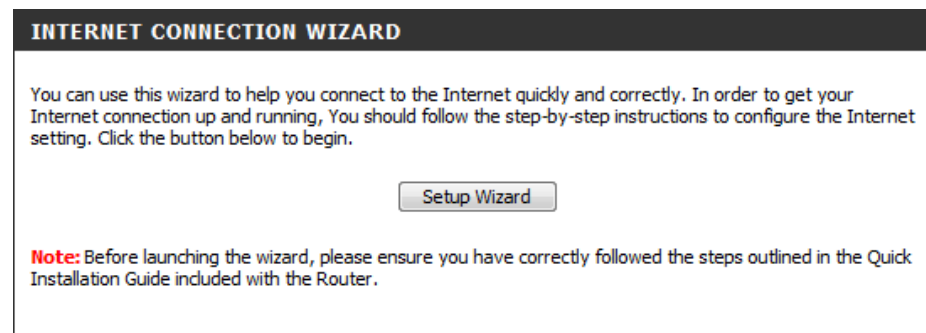 INTERNET CONNECTION WIZARD
You can use this wizard to help you connect to the Internet quickly and correctly. In order to get your
Internet connection up and running, You should follow the step-by-step instructions to configure the Internet
setting. Click the button below to begin.
Setup Wizard
Note: Before launching the wizard, please ensure you have correctly followed the steps outlined in the Quick
Installation Guide included with the Router.